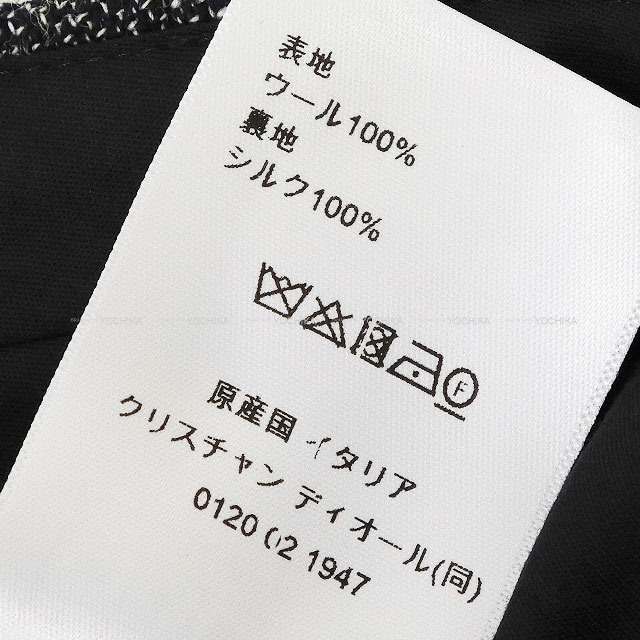 表地
ウール100%
裏地
シルク100%
F
原産国 イタリア
クリスチャン ディオール(同)
0120 02 1947
YOCHIKA
YOCHIKA